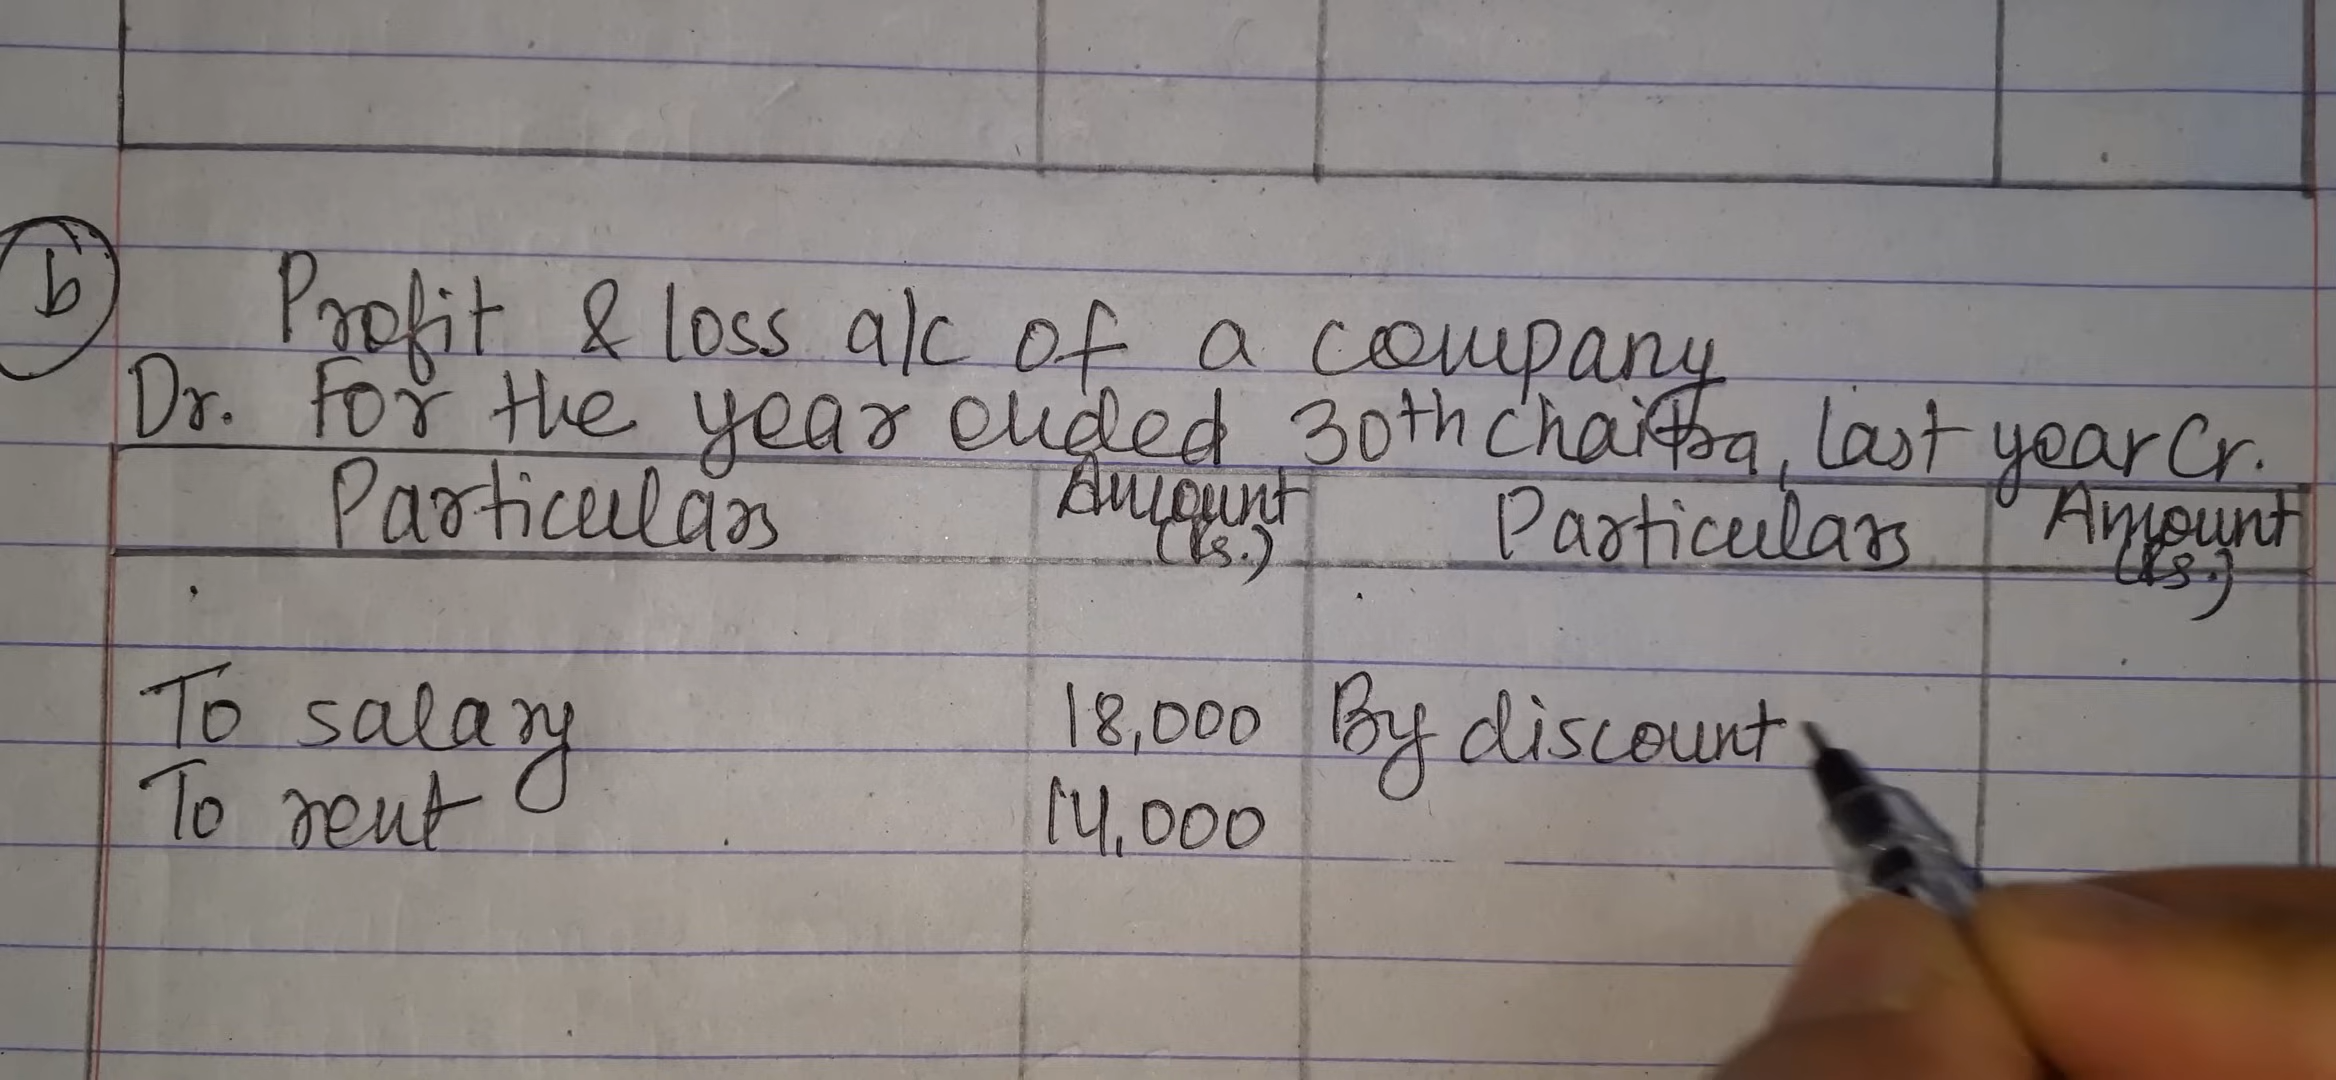 b
Profit & loss a/c of a company
Dr. For the year ended 30th chaitra, last year Cr.
Particulars Amount (Rs.) Particulars Amount (Rs.)
To salary 18,000 By discount
To rent 14,000